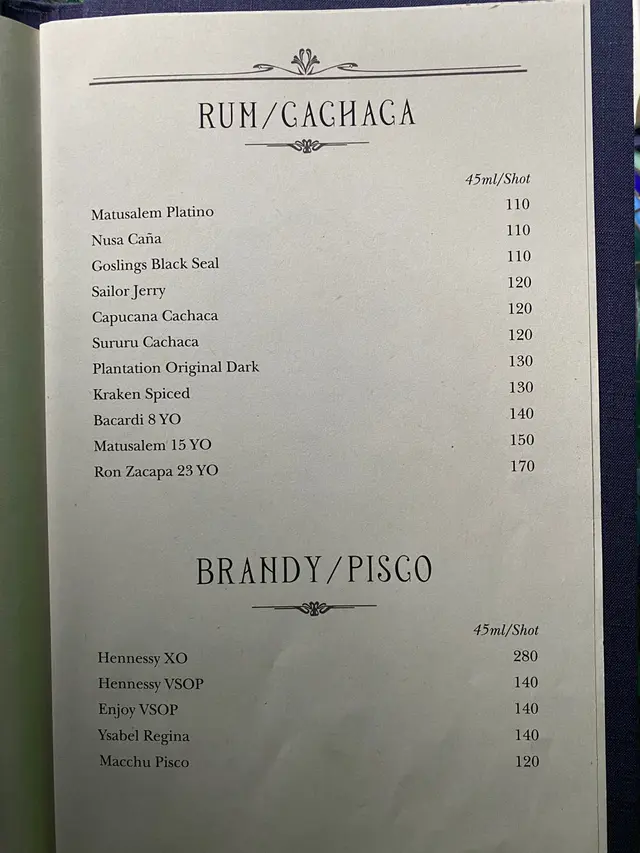 RUM/CACHACA
45ml/Shot
Matusalem Platino 110
Nusa Caña 110
Goslings Black Seal 110
Sailor Jerry 120
Capucana Cachaca 120
Sururu Cachaca 120
Plantation Original Dark 130
Kraken Spiced 130
Bacardi 8 YO 140
Matusalem 15 YO 150
Ron Zacapa 23 YO 170
BRANDY/PISCO
45ml/Shot
Hennessy XO 280
Hennessy VSOP 140
Enjoy VSOP 140
Ysabel Regina 140
Macchu Pisco 120